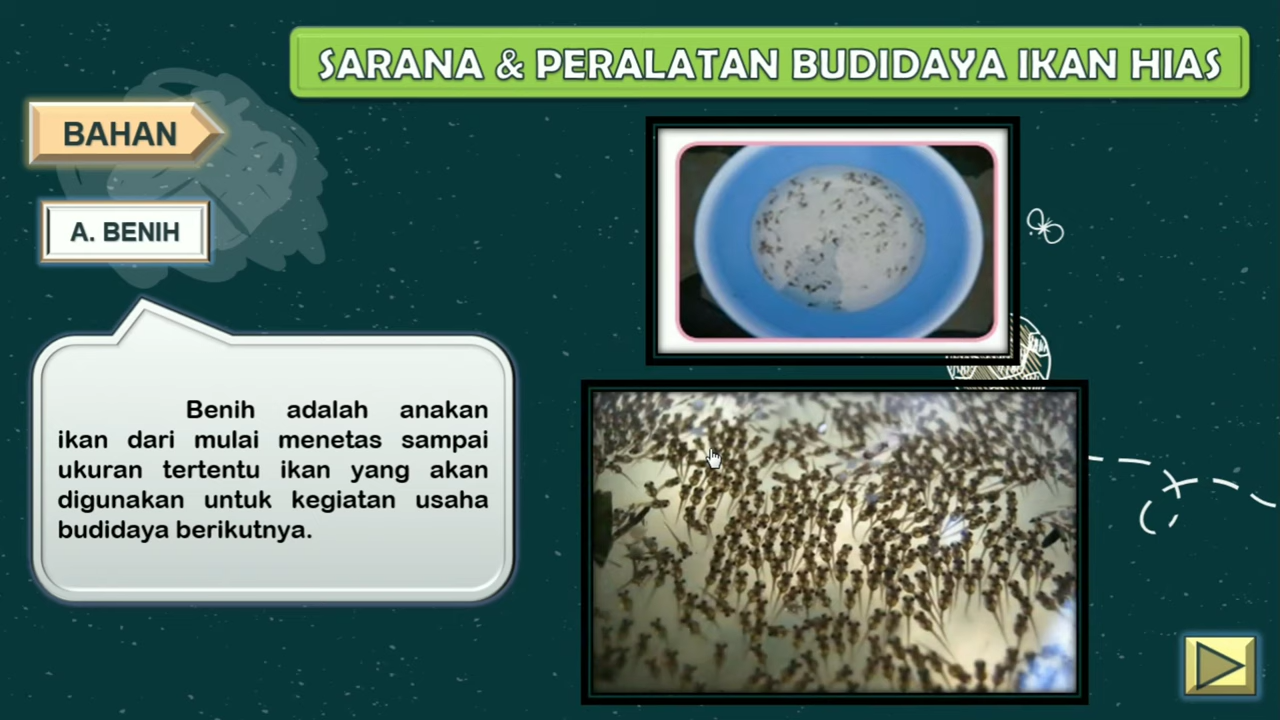 SARANA & PERALATAN BUDIDAYA IKAN HIAS
BAHAN
A. BENIH
Benih adalah anakan
ikan dari mulai menetas sampai
ukuran tertentu ikan yang akan
digunakan untuk kegiatan usaha
budidaya berikutnya.